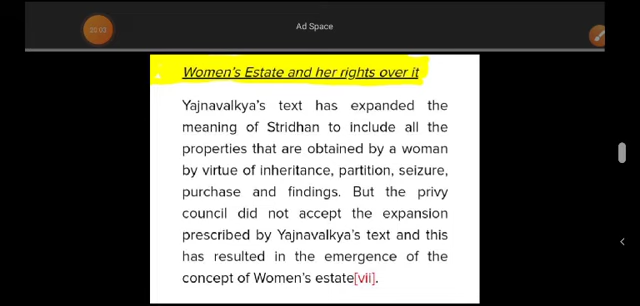 20:03
Ad Space
Women's Estate and her rights over it
Yajnavalkya's text has expanded the
meaning of Stridhan to include all the
properties that are obtained by a woman
by virtue of inheritance, partition, seizure,
purchase and findings. But the privy
council did not accept the expansion
prescribed by Yajnavalkya's text and this
has resulted in the emergence of the
concept of Women's estate[vii].